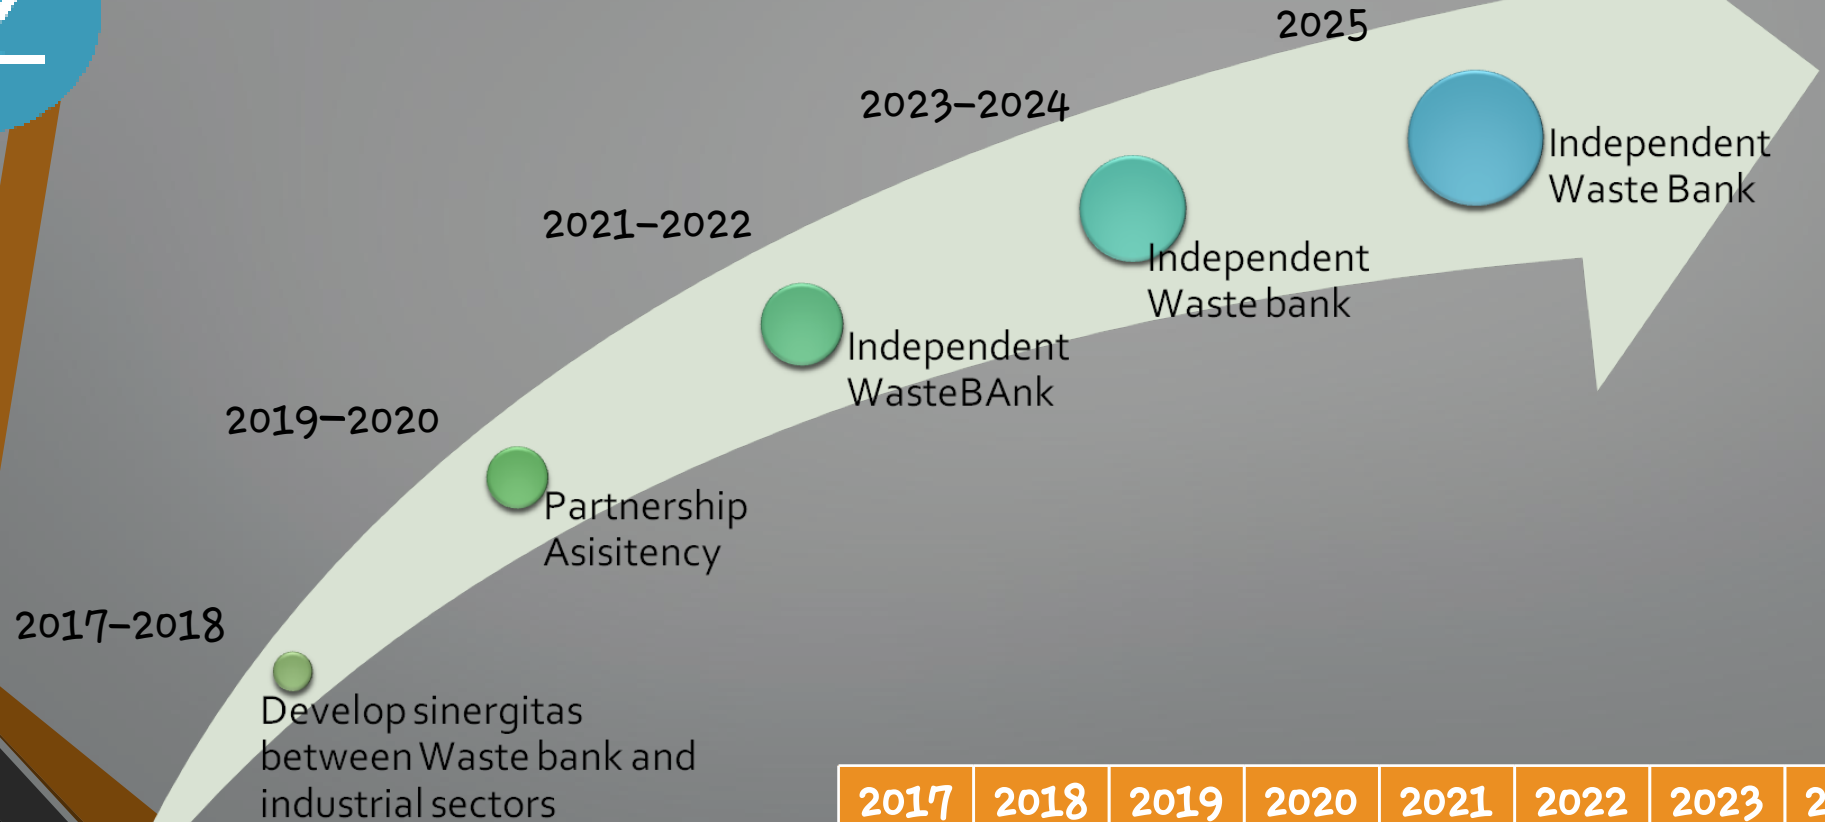 2025
2023–2024
Independent
Waste Bank
2021–2022
Independent
Waste bank
Independent
WasteBAnk
2019–2020
Partnership
Asisitency
2017–2018
Develop sinergitas
between Waste bank and
industrial sectors
2017 2018 2019 2020 2021 2022 2023